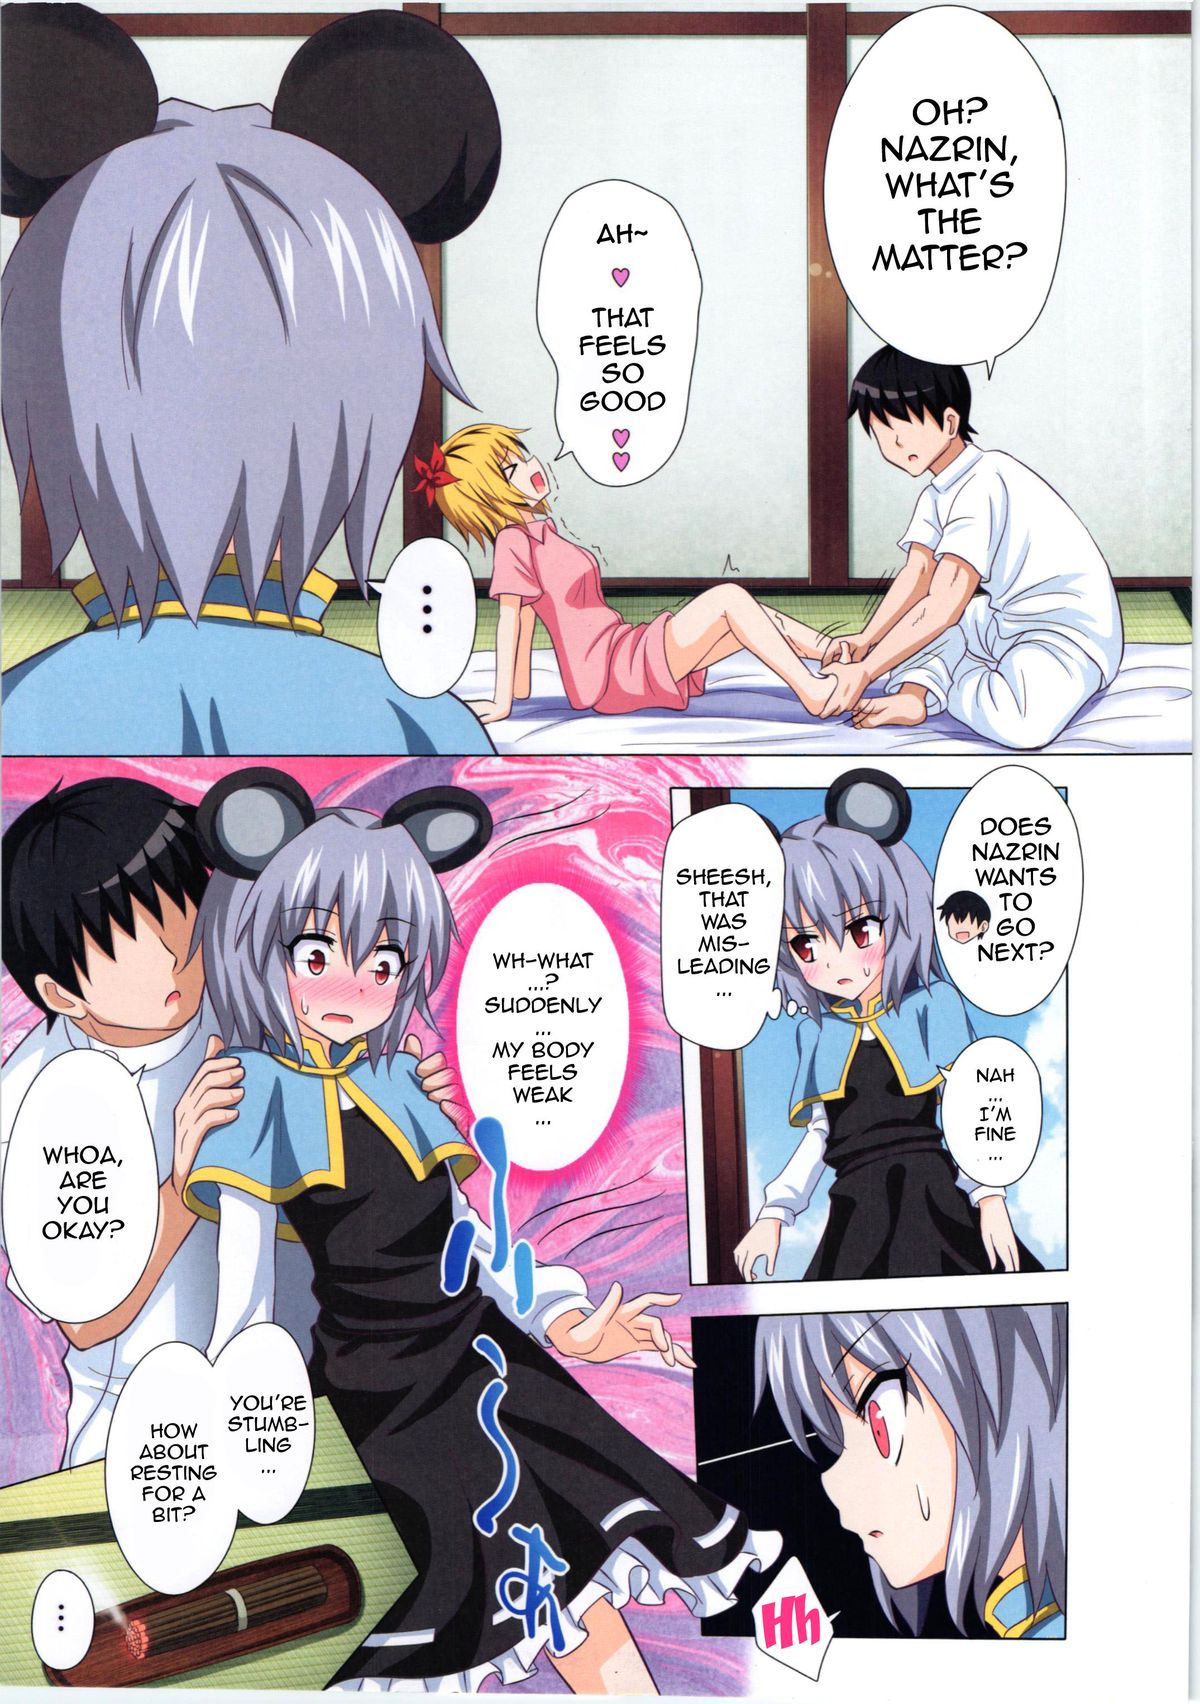 OH?
NAZRIN,
WHAT'S
THE
MATTER?
AH~
♥
THAT
FEELS
SO
GOOD
♥
♥
...
DOES
NAZRIN
WANTS
TO
GO
NEXT?
SHEESH,
THAT
WAS
MIS-
LEADING
...
NAH
...
I'M
FINE
...
Hh
WH-WHAT
...?
SUDDENLY
...
MY BODY
FEELS
WEAK
...
WHOA,
ARE
YOU
OKAY?
YOU'RE
STUMB-
LING
...
HOW
ABOUT
RESTING
FOR A
BIT?
...